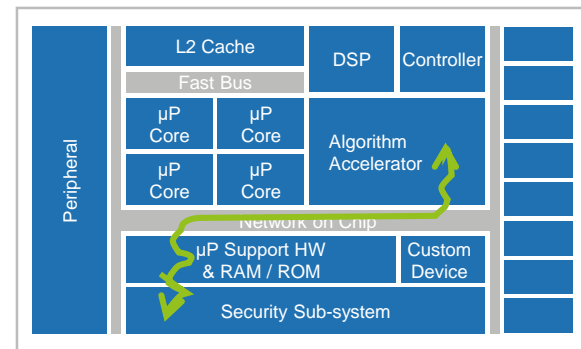 L2 Cache
DSP
Controller
Fast Bus
µP
Core
µP
Core
µP
Core
µP
Core
Algorithm
Accelerator
Peripheral
Network on Chip
µP Support HW
& RAM / ROM
Custom
Device
Security Sub-system